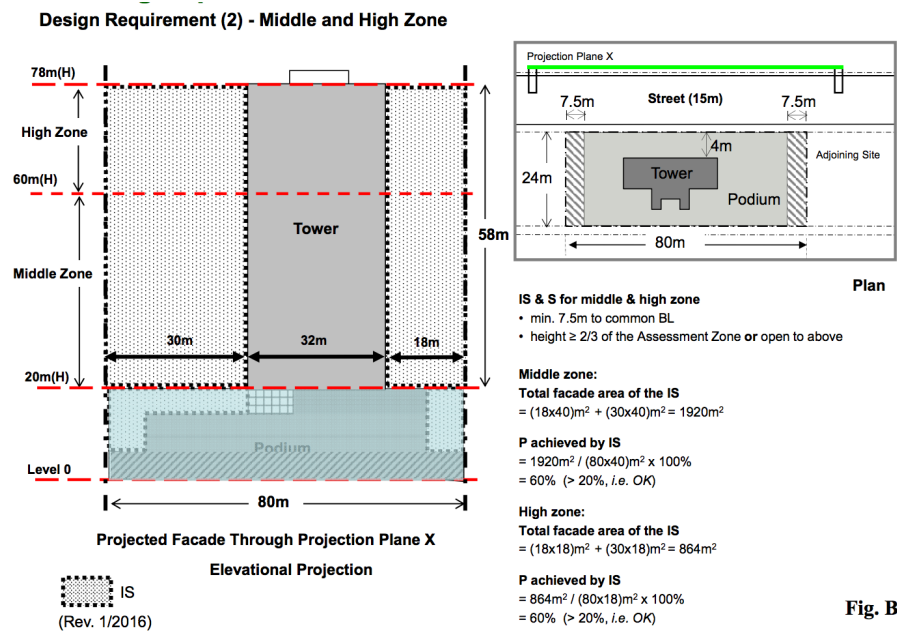 Design Requirement (2) - Middle and High Zone
78m(H)
High Zone
60m(H)
Tower
58m
Middle Zone
30m
32m
18m
20m(H)
Podium
Level 0
80m
Projected Facade Through Projection Plane X
Elevational Projection
IS
(Rev. 1/2016)
Projection Plane X
7.5m
Street (15m)
7.5m
4m
Adjoining Site
24m
Tower
Podium
80m
Plan
IS & S for middle & high zone
• min. 7.5m to common BL
• height ≥ 2/3 of the Assessment Zone or open to above
Middle zone:
Total facade area of the IS
= (18x40)m² + (30x40)m² = 1920m²
P achieved by IS
= 1920m² / (80x40)m² x 100%
= 60% (> 20%, i.e. OK)
High zone:
Total facade area of the IS
= (18x18)m² + (30x18)m² = 864m²
P achieved by IS
= 864m² / (80x18)m² x 100%
= 60% (> 20%, i.e. OK)
Fig. B